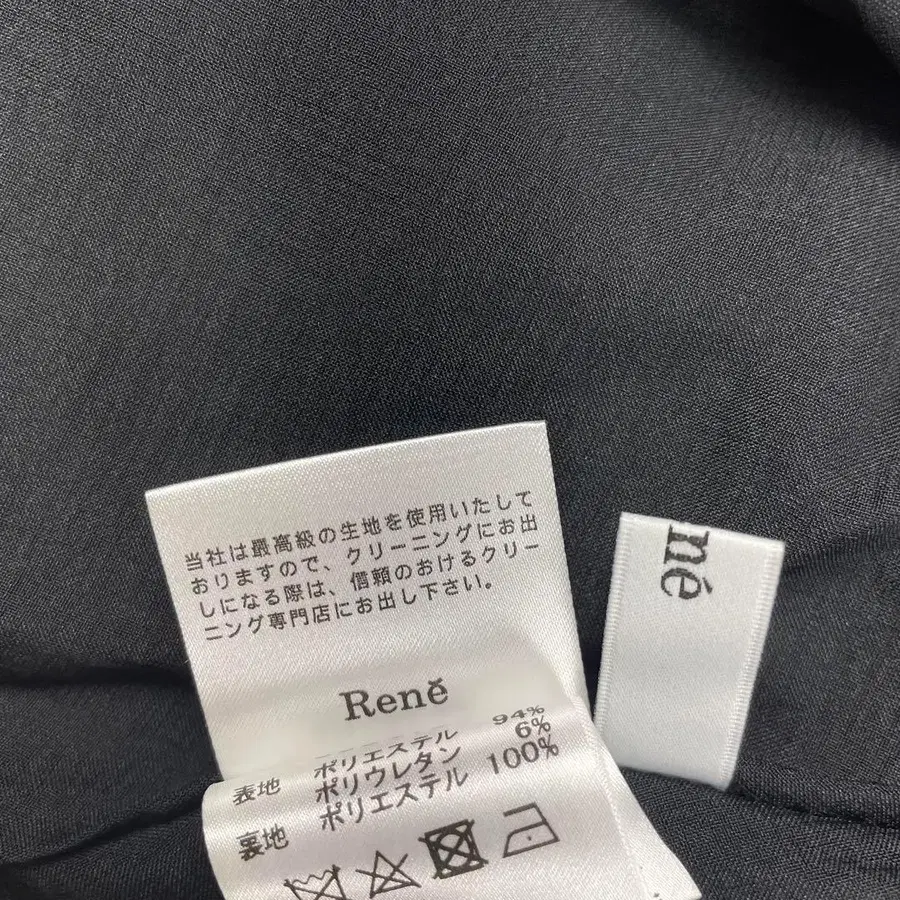 当社は最高級の生地を使用いたして
おりますので、クリーニングにお出
しになる際は、信頼のおけるクリー
ニング専門店にお出し下さい。
Renĕ
表地 ポリエステル 94%
ポリウレタン 6%
裏地 ポリエステル 100%
né